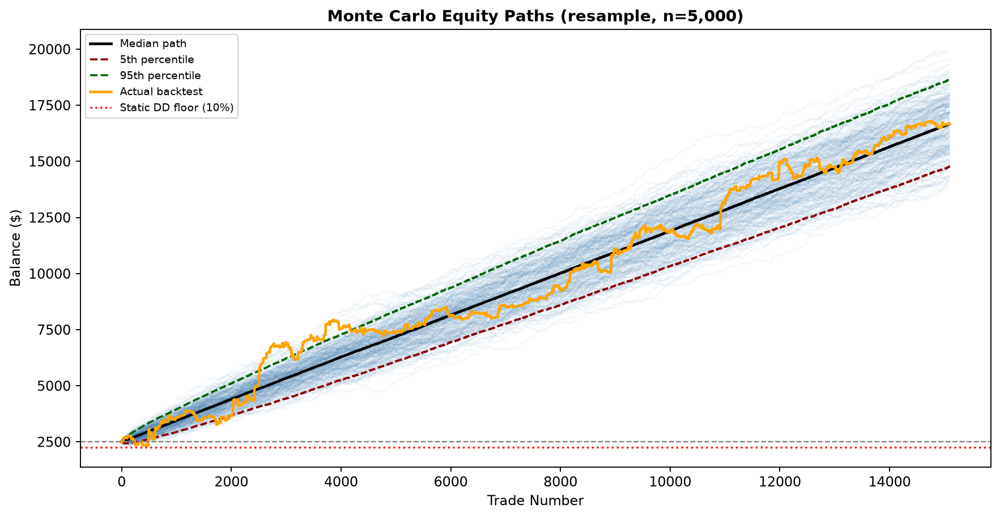 Monte Carlo Equity Paths (resample, n=5,000)
Median path
5th percentile
95th percentile
Actual backtest
Static DD floor (10%)
Balance ($)
20000
17500
15000
12500
10000
7500
5000
2500
0 2000 4000 6000 8000 10000 12000 14000
Trade Number